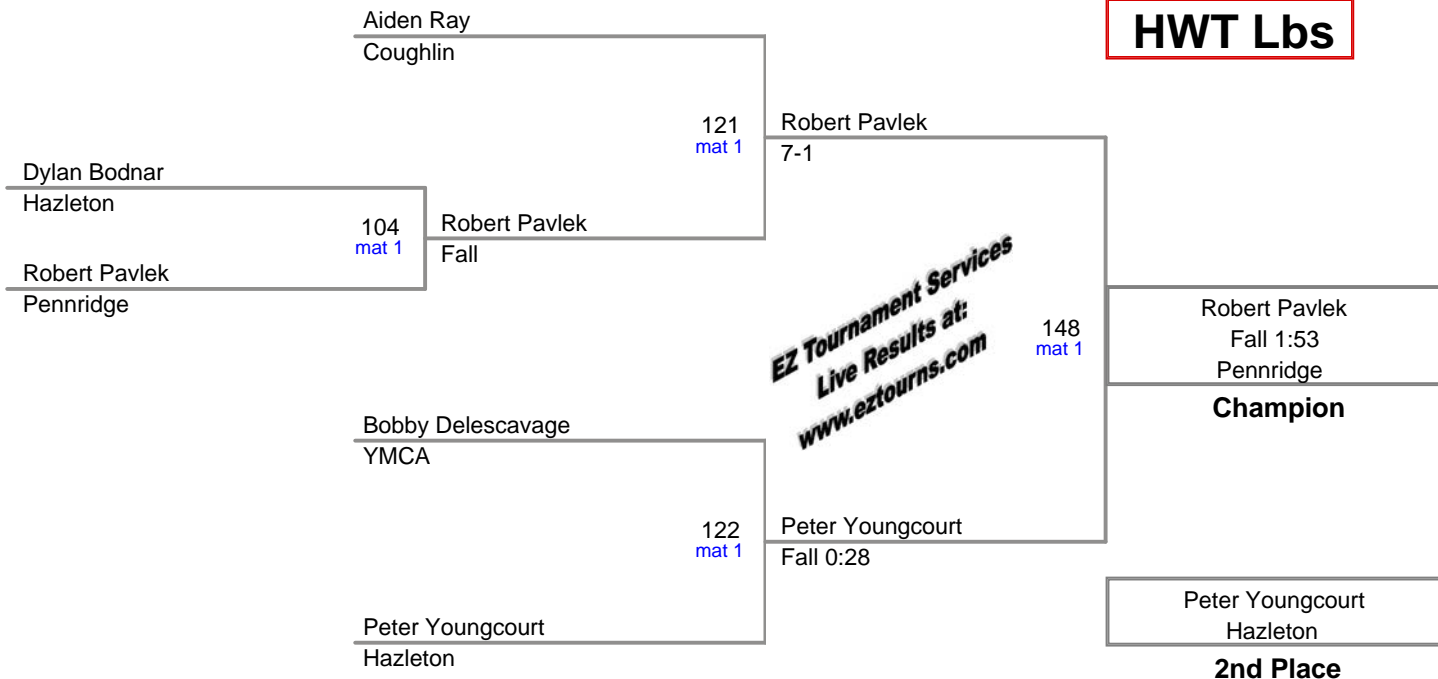 HWT Lbs
Aiden Ray
Coughlin
121
mat 1
Robert Pavlek
7-1
Dylan Bodnar
Hazleton
104
mat 1
Robert Pavlek
Fall
Robert Pavlek
Pennridge
EZ Tournament Services
Live Results at:
www.eztourns.com
148
mat 1
Robert Pavlek
Fall 1:53
Pennridge
Champion
Bobby Delescavage
YMCA
122
mat 1
Peter Youngcourt
Fall 0:28
Peter Youngcourt
Hazleton
Peter Youngcourt
Hazleton
2nd Place